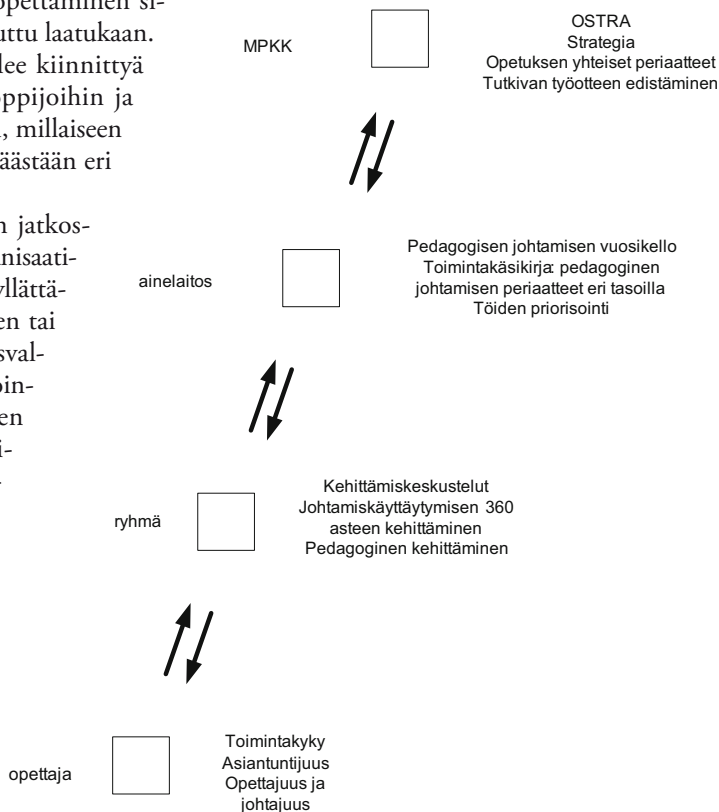 opettaminen si-
uttu laatukaan.
lee kiinnittyä
oppijoihin ja
, millaiseen
äästään eri
n jatkos-
nisaati-
yllättä-
en tai
sval-
oin-
en
i-
MPKK
OSTRA
Strategia
Opetuksen yhteiset periaatteet
Tutkivan työotteen edistäminen
ainelaitos
Pedagogisen johtamisen vuosikello
Toimintakäsikirja: pedagoginen
johtamisen periaatteet eri tasoilla
Töiden priorisointi
ryhmä
Kehittämiskeskustelut
Johtamiskäyttäytymisen 360
asteen kehittäminen
Pedagoginen kehittäminen
opettaja
Toimintakyky
Asiantuntijuus
Opettajuus ja
johtajuus